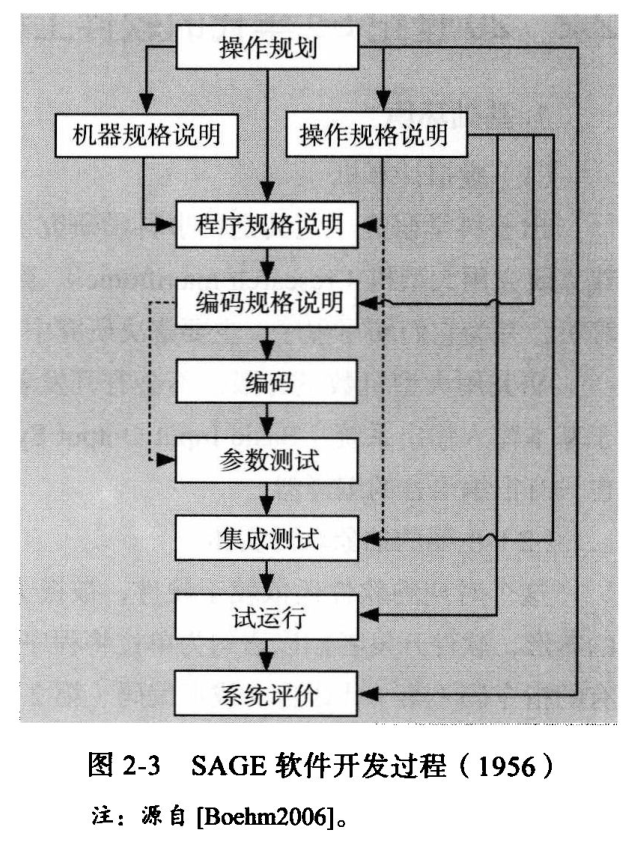 操作规划
机器规格说明
操作规格说明
程序规格说明
编码规格说明
编码
参数测试
集成测试
试运行
系统评价
图 2-3 SAGE 软件开发过程（1956）
注：源自 [Boehm2006]。